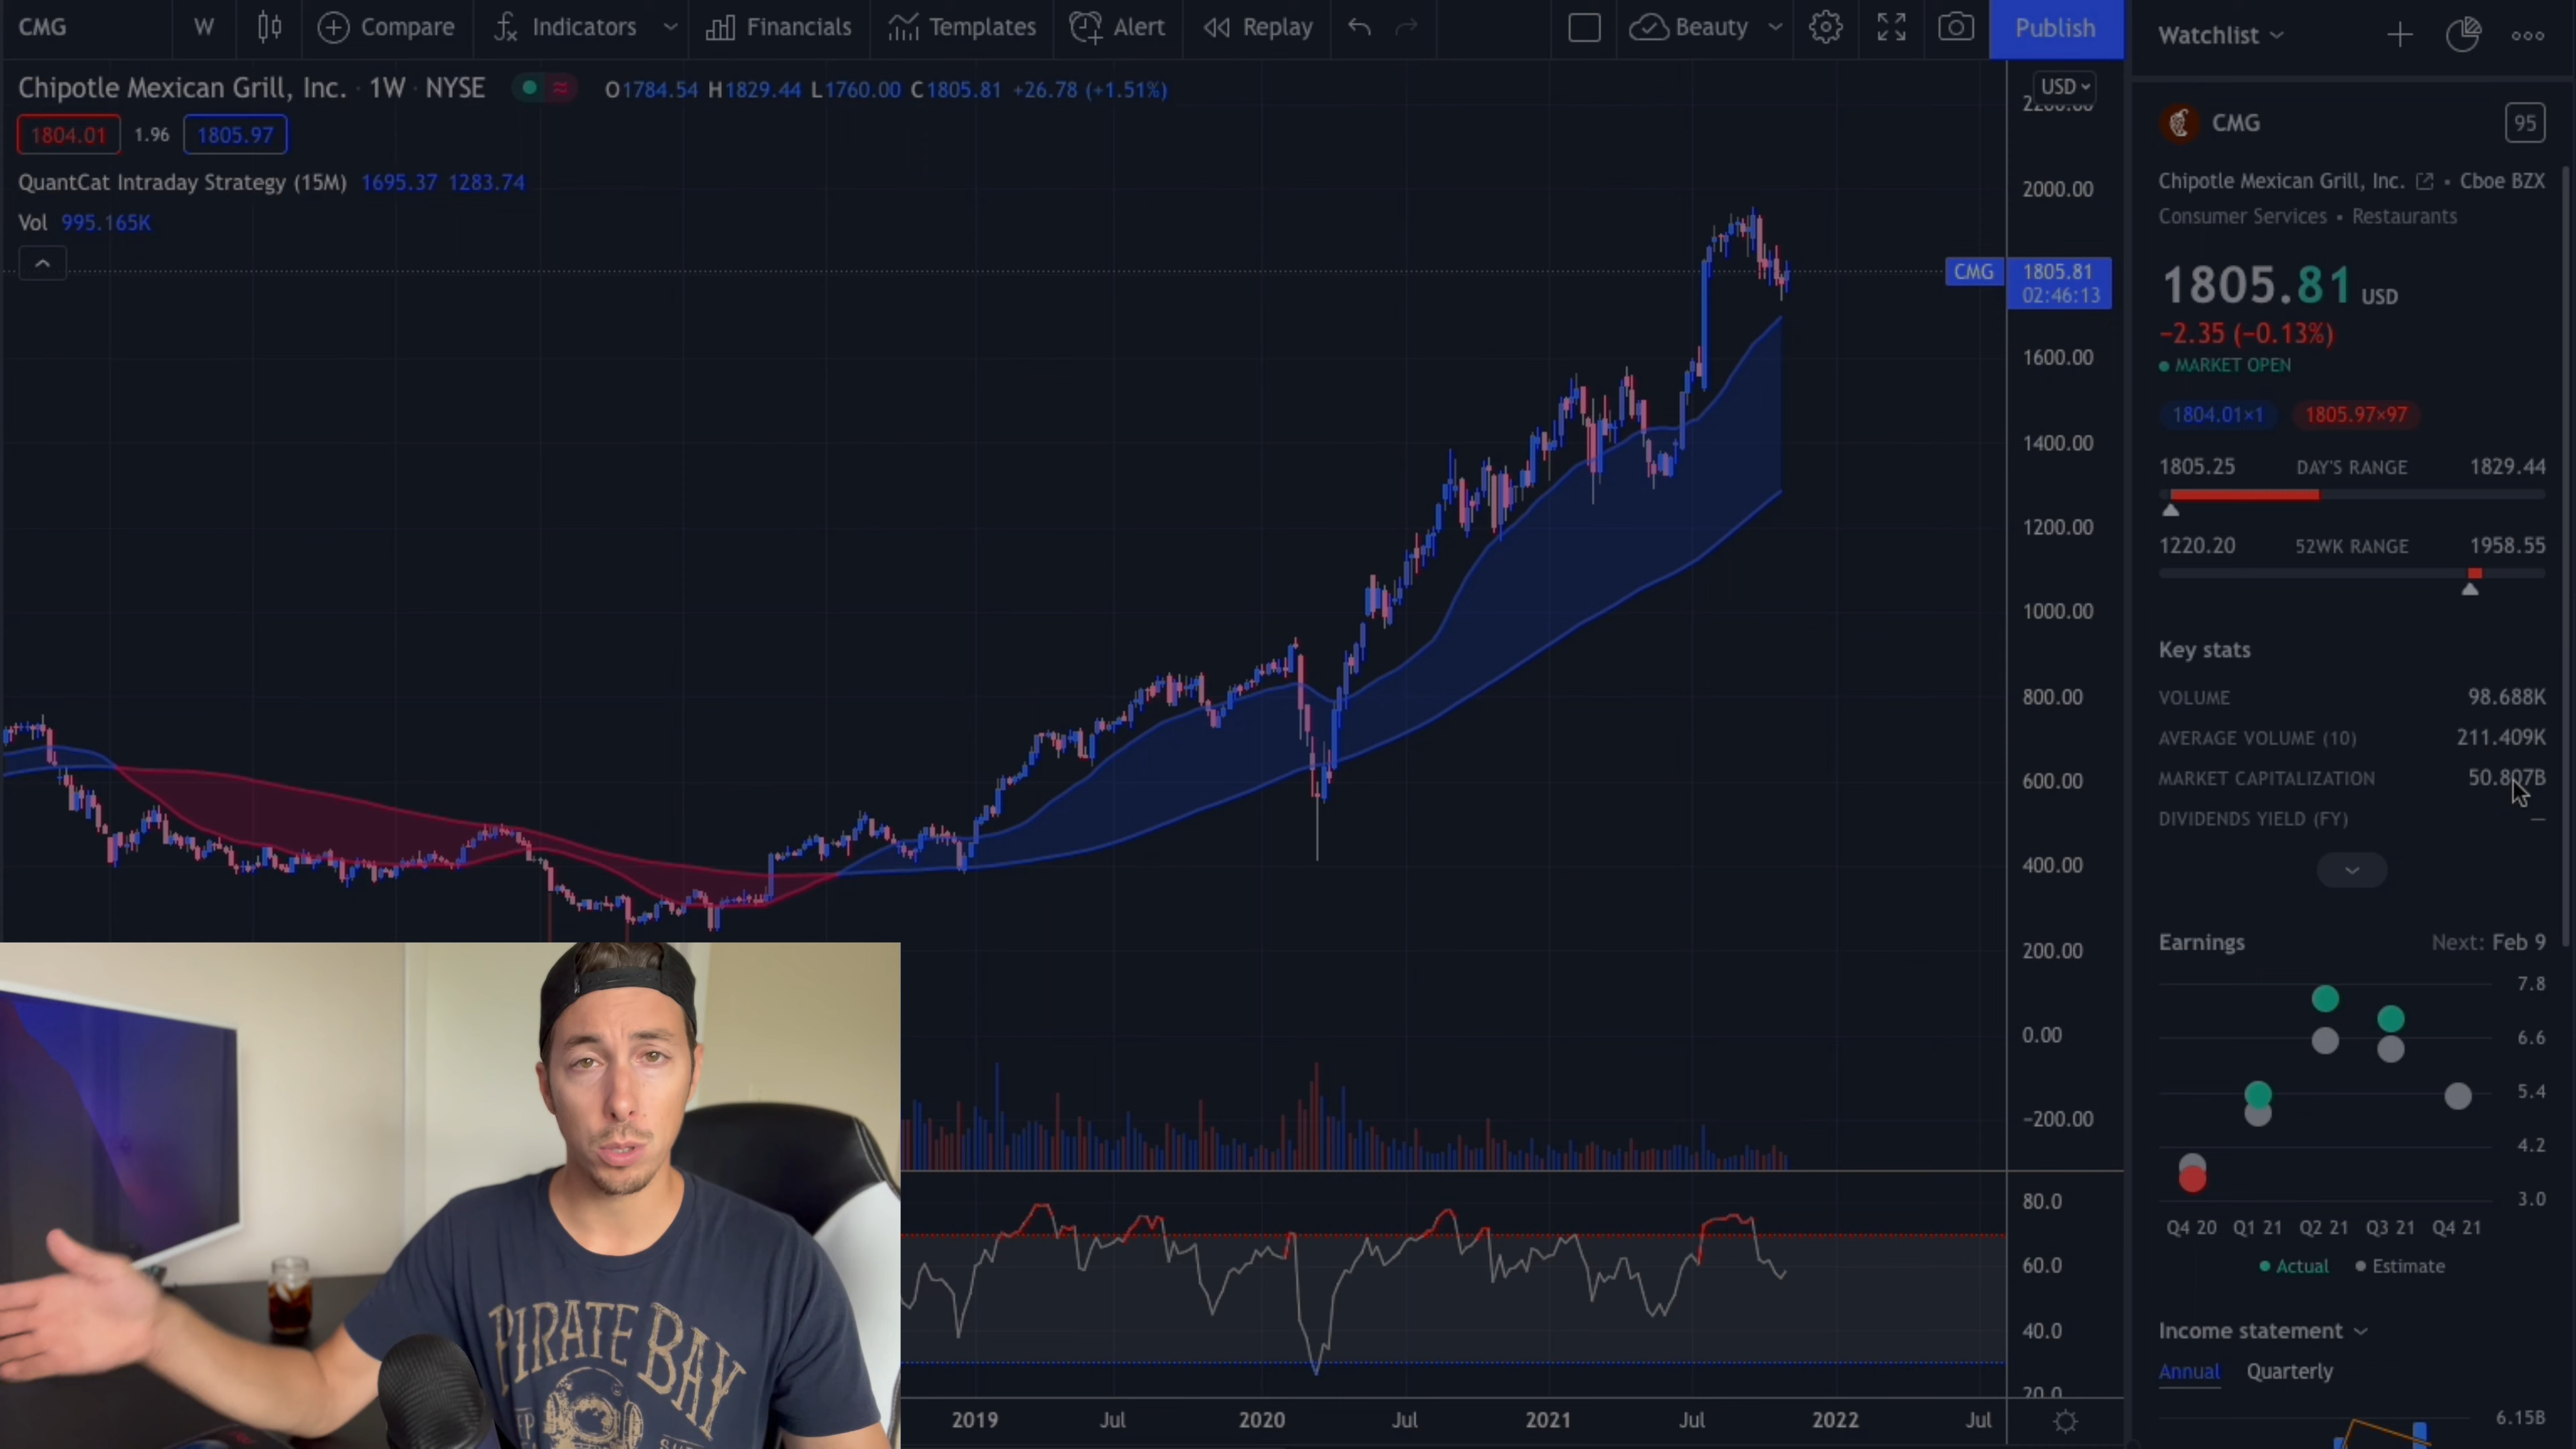 CMG W Compare Indicators Financials Templates Alert Replay Beauty Publish
Chipotle Mexican Grill, Inc. · 1W · NYSE O1784.54 H1829.44 L1760.00 C1805.81 +26.78 (+1.51%)
1804.01 1.96 1805.97
QuantCat Intraday Strategy (15M) 1695.37 1283.74
Vol 995.165K
USD
2000.00
CMG 1805.81
02:46:13
1600.00
1400.00
1200.00
1000.00
800.00
600.00
400.00
200.00
0.00
−200.00
80.0
60.0
40.0
20.0
2019 Jul 2020 Jul 2021 Jul 2022 Jul
PIRATE BAY
Watchlist
CMG 95
Chipotle Mexican Grill, Inc. • Cboe BZX
Consumer Services • Restaurants
1805.81 USD
−2.35 (−0.13%)
MARKET OPEN
1804.01×1 1805.97×97
1805.25 DAY'S RANGE 1829.44
1220.20 52WK RANGE 1958.55
Key stats
VOLUME 98.688K
AVERAGE VOLUME (10) 211.409K
MARKET CAPITALIZATION 50.807B
DIVIDENDS YIELD (FY) —
Earnings Next: Feb 9
7.8
6.6
5.4
4.2
3.0
Q4 20 Q1 21 Q2 21 Q3 21 Q4 21
Actual Estimate
Income statement
Annual Quarterly
6.15B